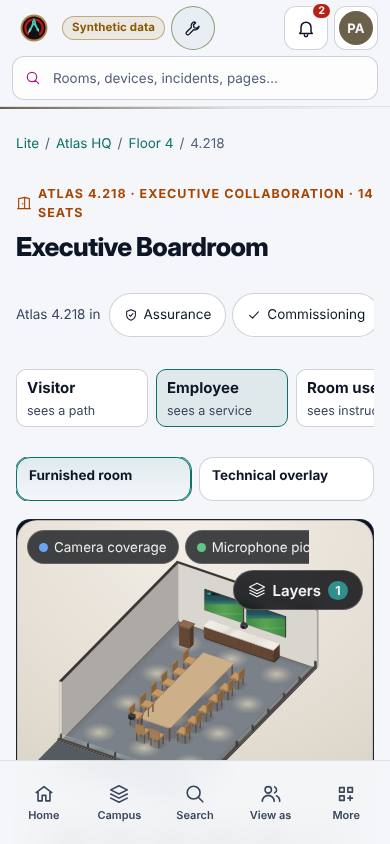 Synthetic data
2
PA
Rooms, devices, incidents, pages...
Lite / Atlas HQ / Floor 4 / 4.218
ATLAS 4.218 · EXECUTIVE COLLABORATION · 14
SEATS
Executive Boardroom
Atlas 4.218 in Assurance Commissioning
Visitor Employee Room use
sees a path sees a service sees instruc
Furnished room Technical overlay
Camera coverage Microphone pic
Layers 1
Home Campus Search View as More